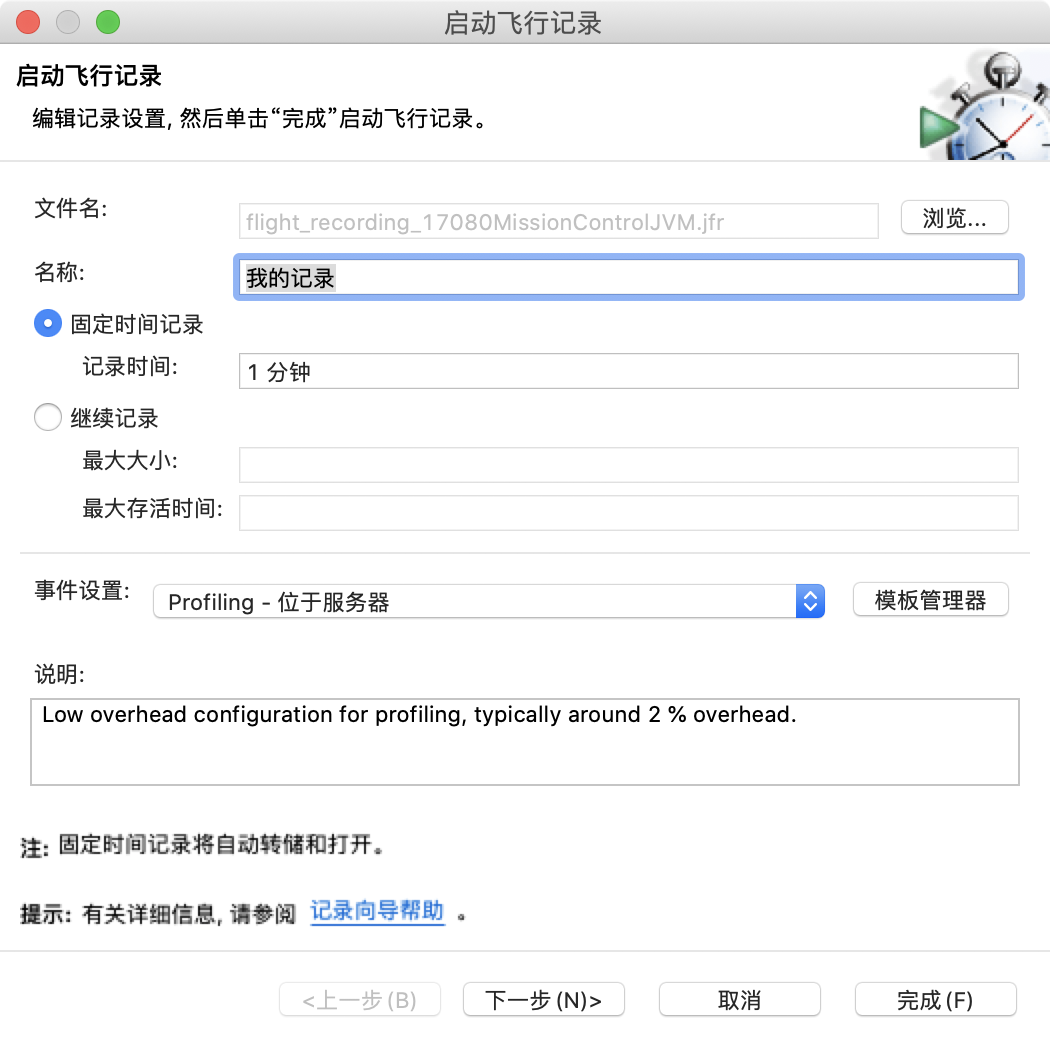 启动飞行记录
启动飞行记录
编辑记录设置, 然后单击“完成”启动飞行记录。
文件名: flight_recording_17080MissionControlJVM.jfr 浏览...
名称: 我的记录
固定时间记录
记录时间: 1 分钟
继续记录
最大大小:
最大存活时间:
事件设置: Profiling - 位于服务器 模板管理器
说明:
Low overhead configuration for profiling, typically around 2 % overhead.
注: 固定时间记录将自动转储和打开。
提示: 有关详细信息, 请参阅 记录向导帮助 。
<上一步(B) 下一步(N)> 取消 完成(F)